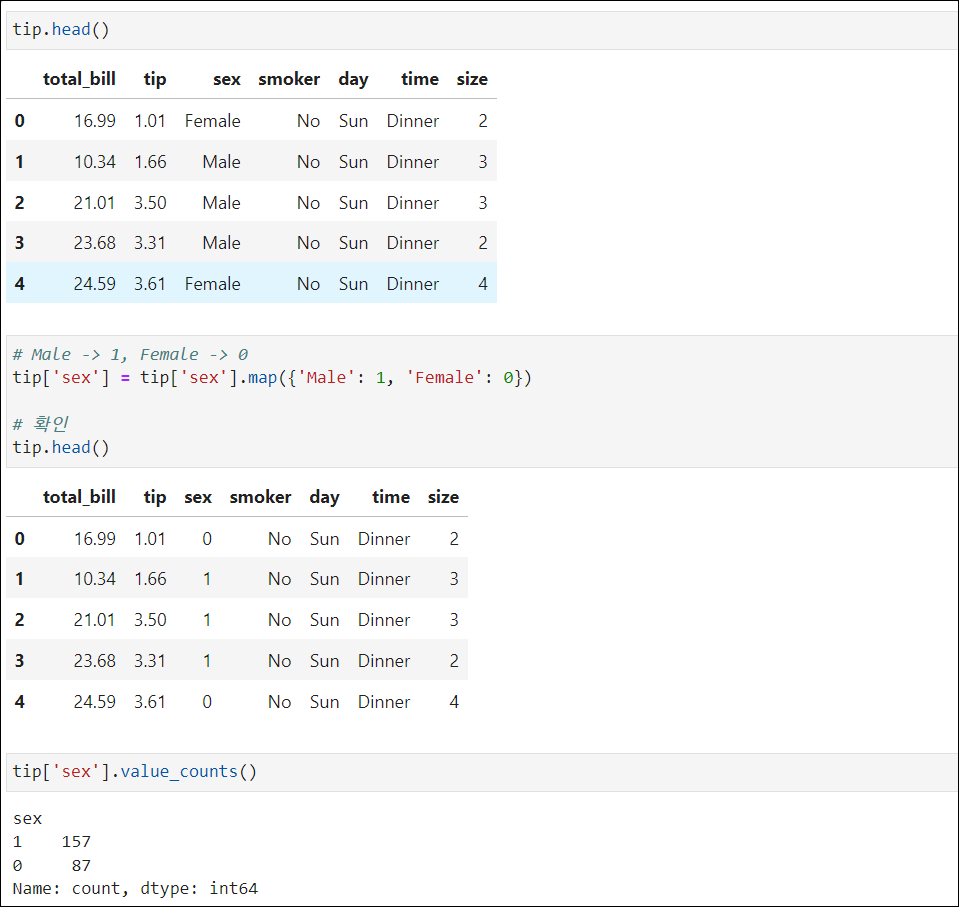 tip.head()
total_bill tip sex smoker day time size
0 16.99 1.01 Female No Sun Dinner 2
1 10.34 1.66 Male No Sun Dinner 3
2 21.01 3.50 Male No Sun Dinner 3
3 23.68 3.31 Male No Sun Dinner 2
4 24.59 3.61 Female No Sun Dinner 4
# Male -> 1, Female -> 0
tip['sex'] = tip['sex'].map({'Male': 1, 'Female': 0})
# 확인
tip.head()
total_bill tip sex smoker day time size
0 16.99 1.01 0 No Sun Dinner 2
1 10.34 1.66 1 No Sun Dinner 3
2 21.01 3.50 1 No Sun Dinner 3
3 23.68 3.31 1 No Sun Dinner 2
4 24.59 3.61 0 No Sun Dinner 4
tip['sex'].value_counts()
sex
1 157
0 87
Name: count, dtype: int64